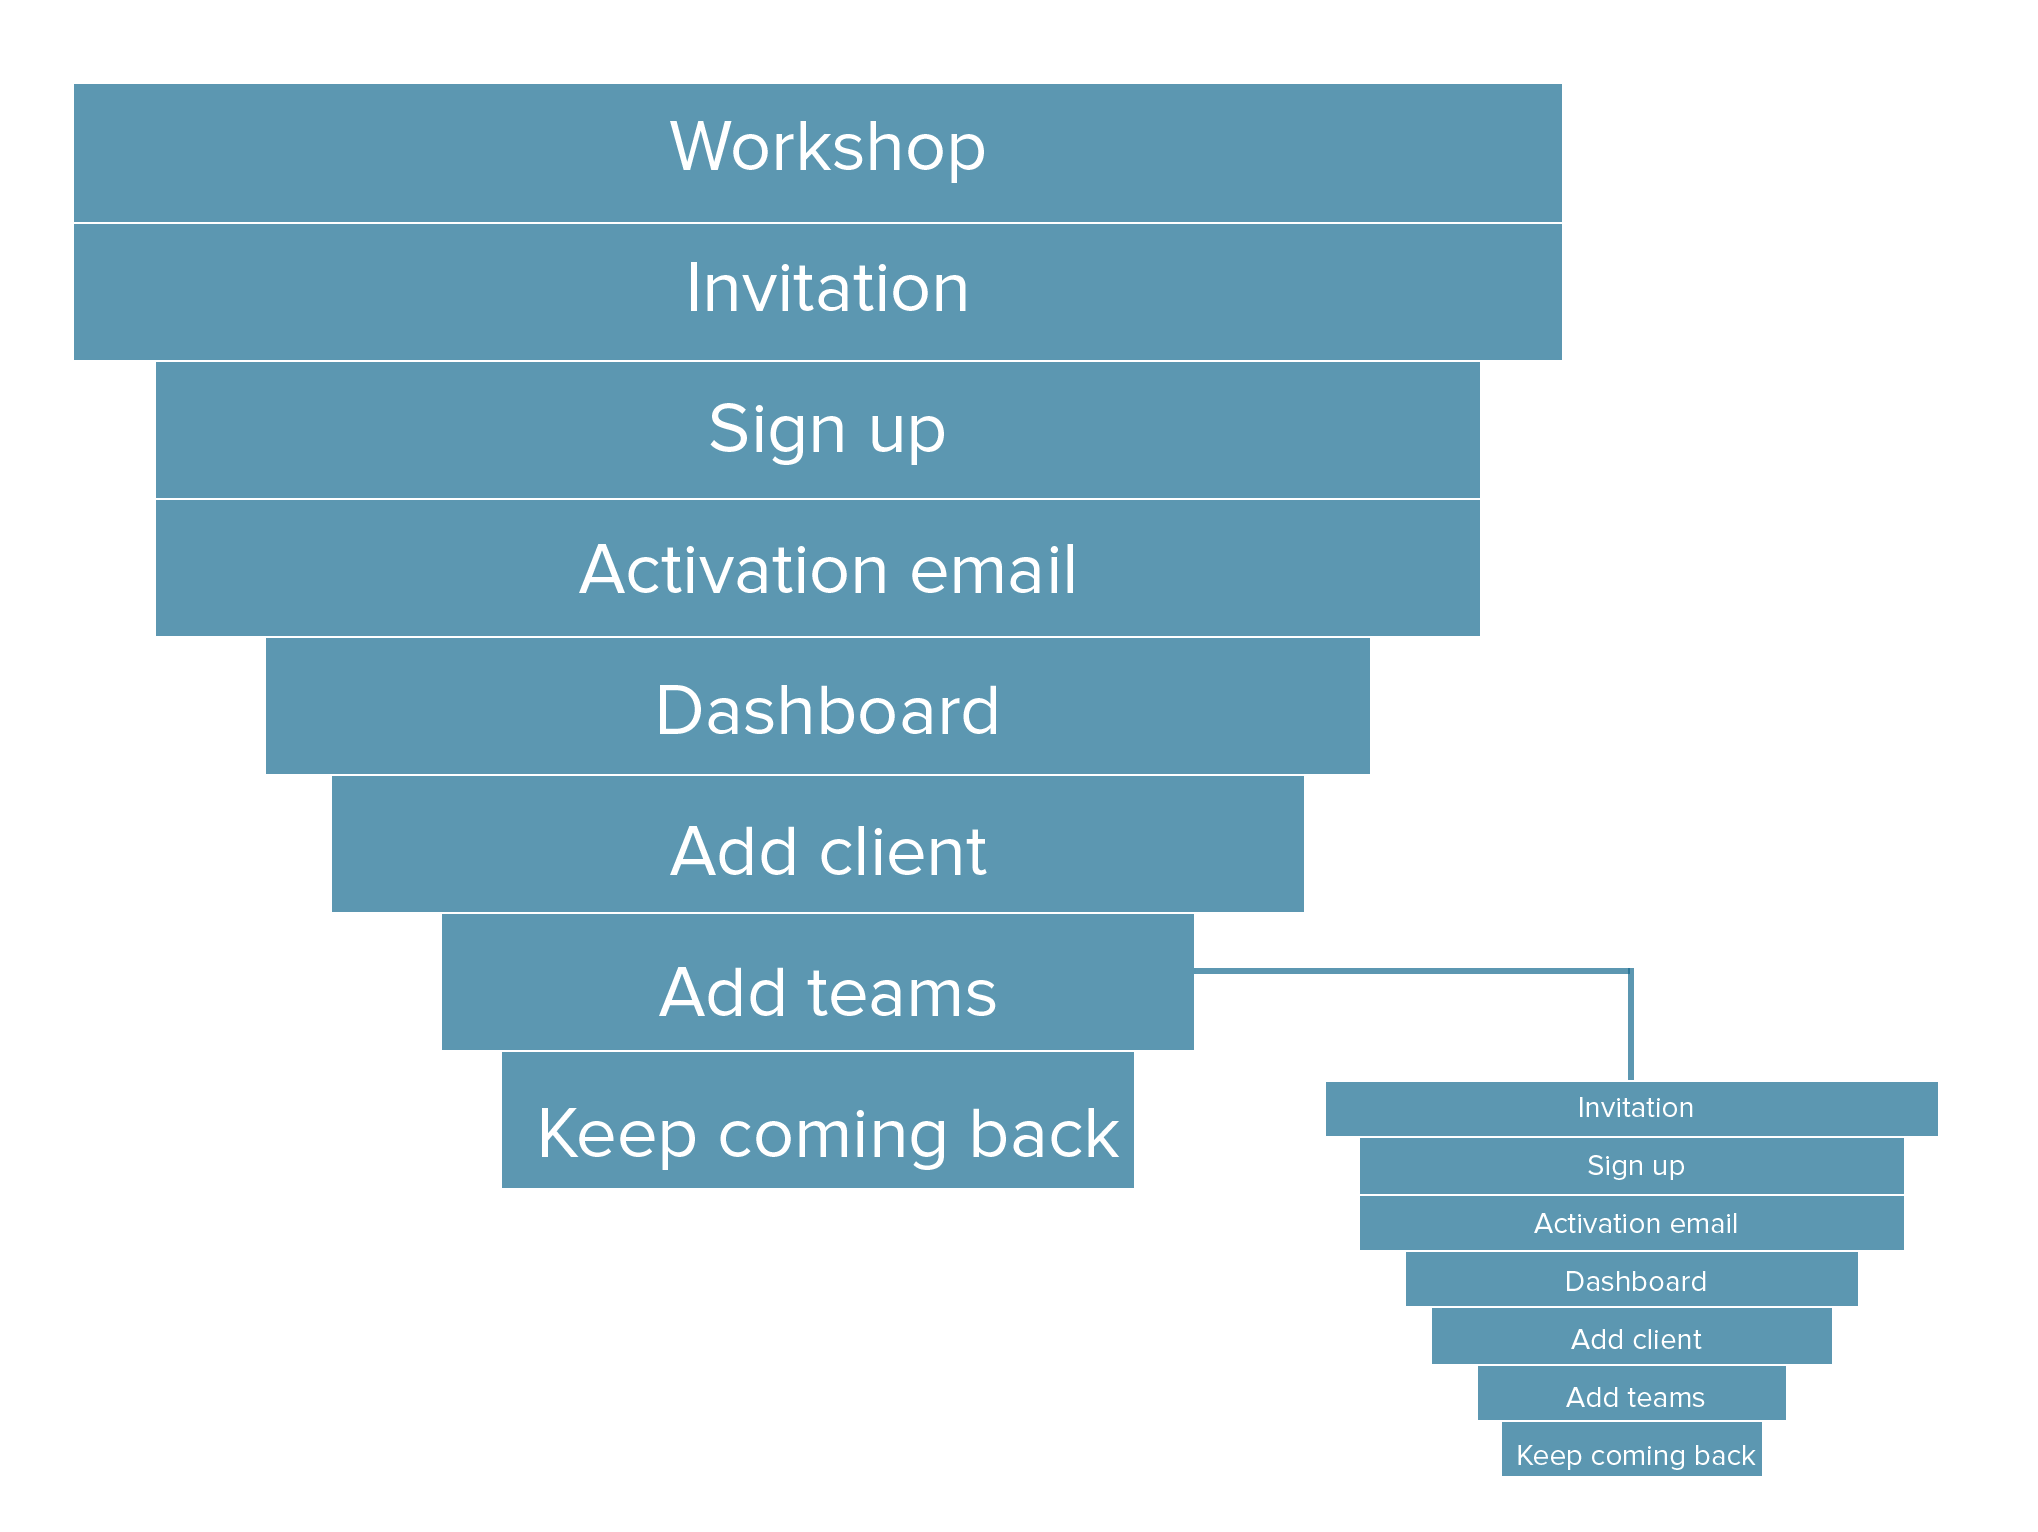 Workshop
Invitation
Sign up
Activation email
Dashboard
Add client
Add teams
Keep coming back
Invitation
Sign up
Activation email
Dashboard
Add client
Add teams
Keep coming back